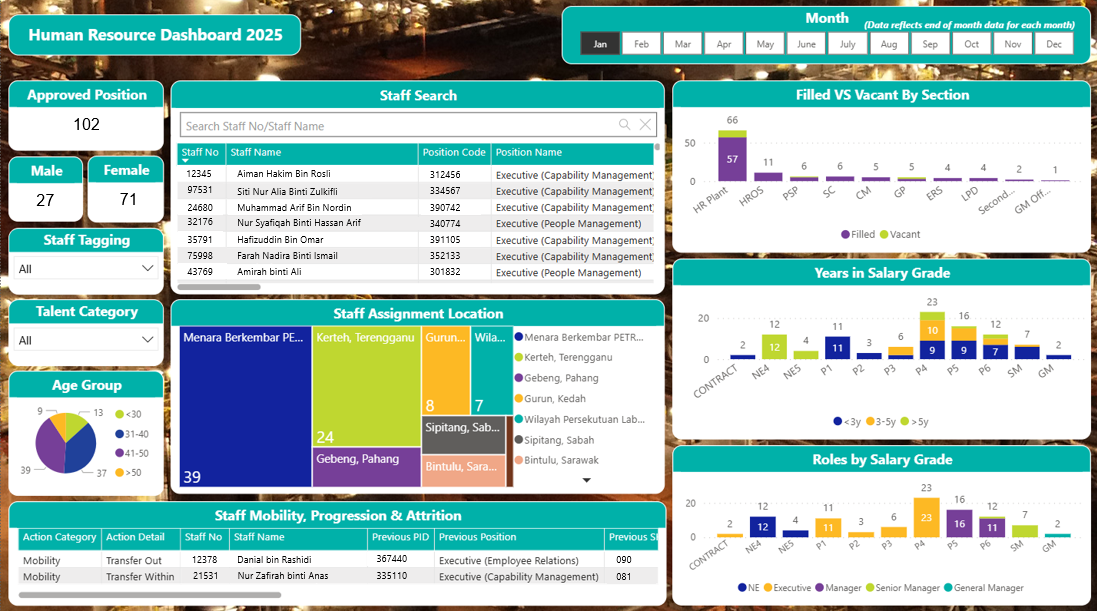 Human Resource Dashboard 2025
Month
(Data reflects end of month data for each month)
Jan Feb Mar Apr May June July Aug Sep Oct Nov Dec
Approved Position
102
Male
27
Female
71
Staff Tagging
All
Talent Category
All
Age Group
9 13 39 37
<30
31-40
41-50
>50
Staff Search
Search Staff No/Staff Name
Staff No Staff Name Position Code Position Name
12345 Aiman Hakim Bin Rosli 312456 Executive (Capability Management)
97531 Siti Nur Alia Binti Zulkifli 334567 Executive (Capability Management
24680 Muhammad Arif Bin Nordin 390742 Executive (Capability Management
32176 Nur Syafiqah Binti Hassan Arif 340774 Executive (People Management)
35791 Hafizuddin Bin Omar 391105 Executive (Capability Management
75998 Farah Nadira Binti Ismail 352133 Executive (Capability Management
43769 Amirah binti Ali 301832 Executive (People Management)
Staff Assignment Location
Menara Berkembar PE...
39
Kerteh, Terengganu
24
Gebeng, Pahang
Gurun...
8
Wila...
7
Sipitang, Sab...
Bintulu, Sara...
Menara Berkembar PETR...
Kerteh, Terengganu
Gebeng, Pahang
Gurun, Kedah
Wilayah Persekutuan Lab...
Sipitang, Sabah
Bintulu, Sarawak
Staff Mobility, Progression & Attrition
Action Category Action Detail Staff No Staff Name Previous PID Previous Position Previous S
Mobility Transfer Out 12378 Danial bin Rashidi 367440 Executive (Employee Relations) 090
Mobility Transfer Within 21531 Nur Zafirah binti Anas 335110 Executive (Capability Management) 081
Filled VS Vacant By Section
50
0
66 11 6 6 5 5 4 4 2 1
57
HR Plant HROS PSP SC CM GP ERS LPD Second... GM Off...
Filled Vacant
Years in Salary Grade
20
0
2 12 4 11 3 6 23 16 12 7 2
12 11 10 9 9 7
CONTRACT NE4 NE5 P1 P2 P3 P4 P5 P6 SM GM
<3y 3-5y >5y
Roles by Salary Grade
20
0
2 12 4 11 3 6 23 16 12 7 2
12 11 23 16 11
CONTRACT NE4 NE5 P1 P2 P3 P4 P5 P6 SM GM
NE Executive Manager Senior Manager General Manager